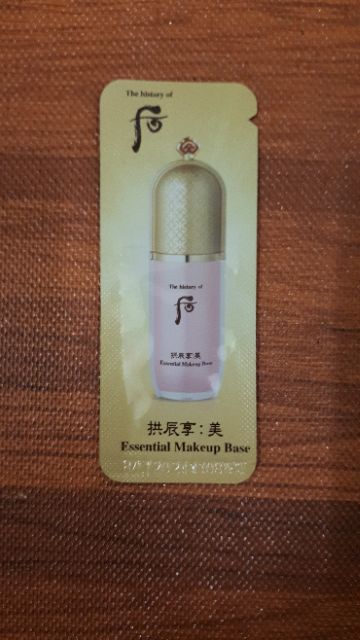 The history of
后
The history of
后
拱辰享:美
Essential Makeup Base
拱辰享:美
Essential Makeup Base